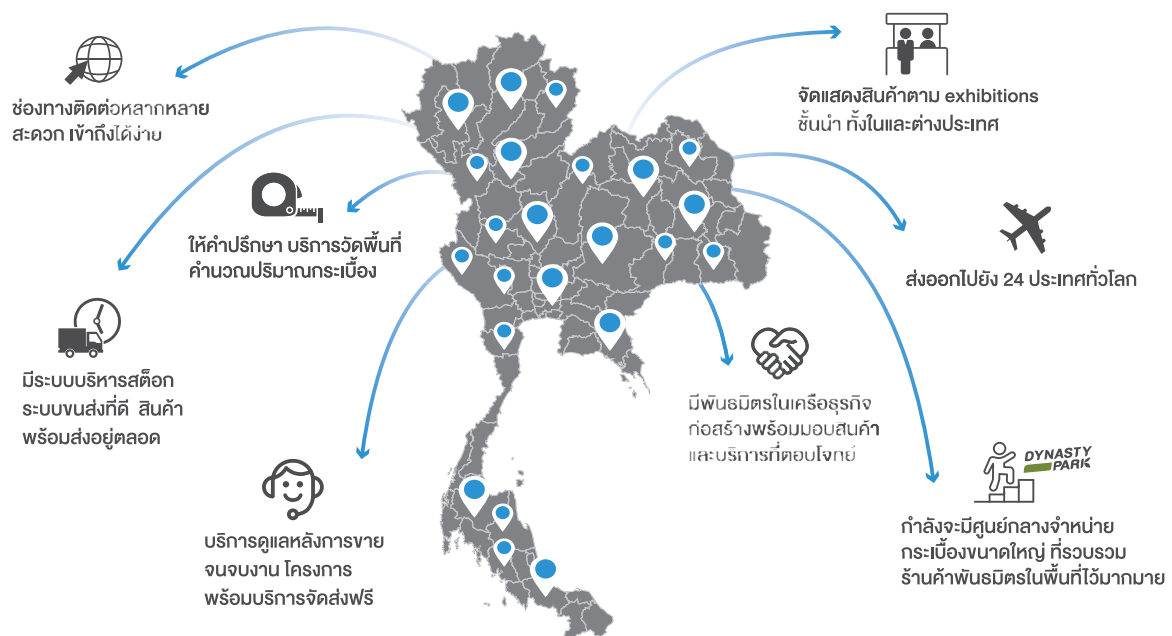 ช่องทางติดต่อหลากหลาย
สะดวก เข้าถึงได้ง่าย
จัดแสดงสินค้าตาม exhibitions
ชั้นนำ ทั้งในและต่างประเทศ
ให้คำปรึกษา บริการวัดพื้นที่
คำนวณปริมาณกระเบื้อง
ส่งออกไปยัง 24 ประเทศทั่วโลก
มีระบบบริหารสต็อก
ระบบขนส่งที่ดี สินค้า
พร้อมส่งอยู่ตลอด
มีพันธมิตรในเครือธุรกิจ
ก่อสร้างพร้อมมอบสินค้า
และบริการที่ตอบโจทย์
บริการดูแลหลังการขาย
จนจบงาน โครงการ
พร้อมบริการจัดส่งฟรี
DYNASTY
PARK
กำลังจะมีศูนย์กลางจำหน่าย
กระเบื้องขนาดใหญ่ ที่รวบรวม
ร้านค้าพันธมิตรในพื้นที่ไว้มากมาย